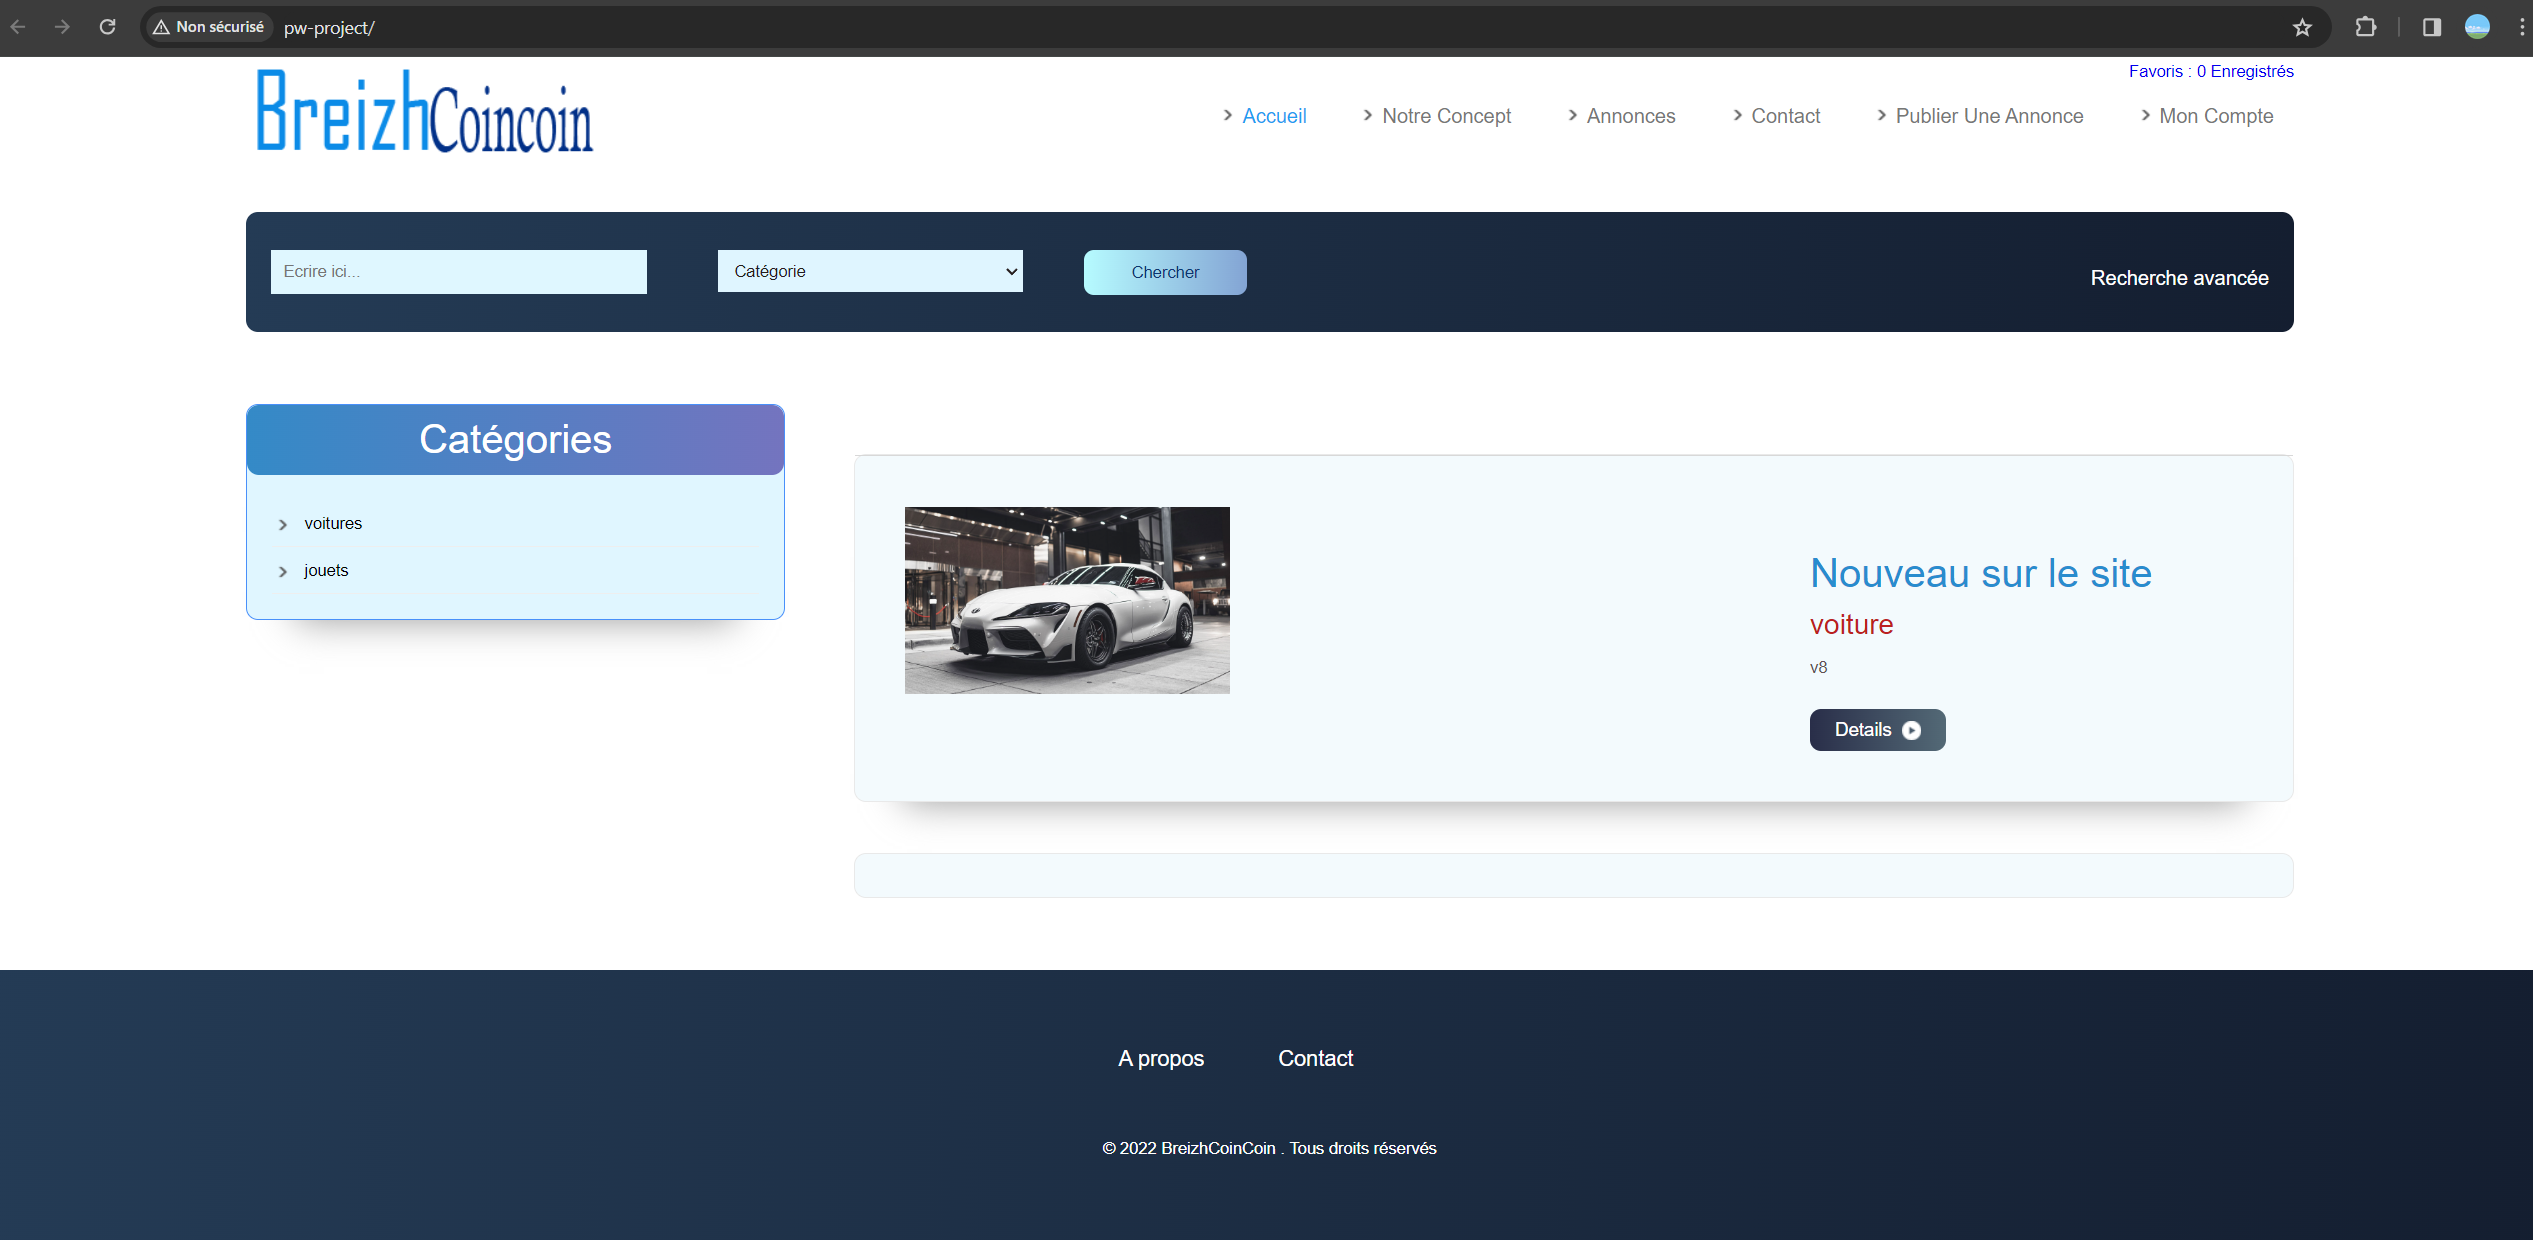 Non sécurisé pw-project/
Favoris : 0 Enregistrés
BreizhCoincoin
Accueil Notre Concept Annonces Contact Publier Une Annonce Mon Compte
Ecrire ici... Catégorie Chercher Recherche avancée
Catégories
voitures
jouets
Nouveau sur le site
voiture
v8
Details
A propos Contact
© 2022 BreizhCoinCoin . Tous droits réservés